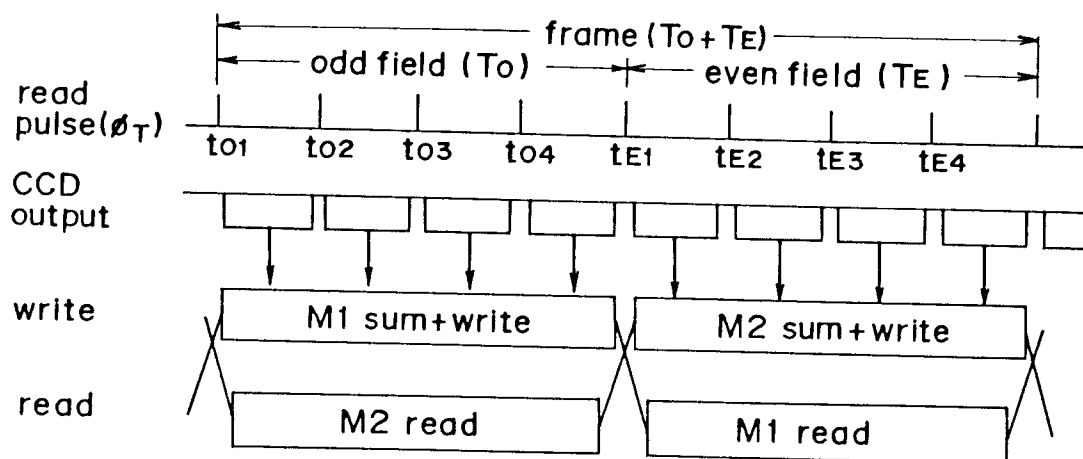 frame (To + TE)
odd field (To)
even field (TE)
read
pulse (øT)
to1 to2 to3 to4 tE1 tE2 tE3 tE4
CCD
output
write
M1 sum+write
M2 sum+write
read
M2 read
M1 read